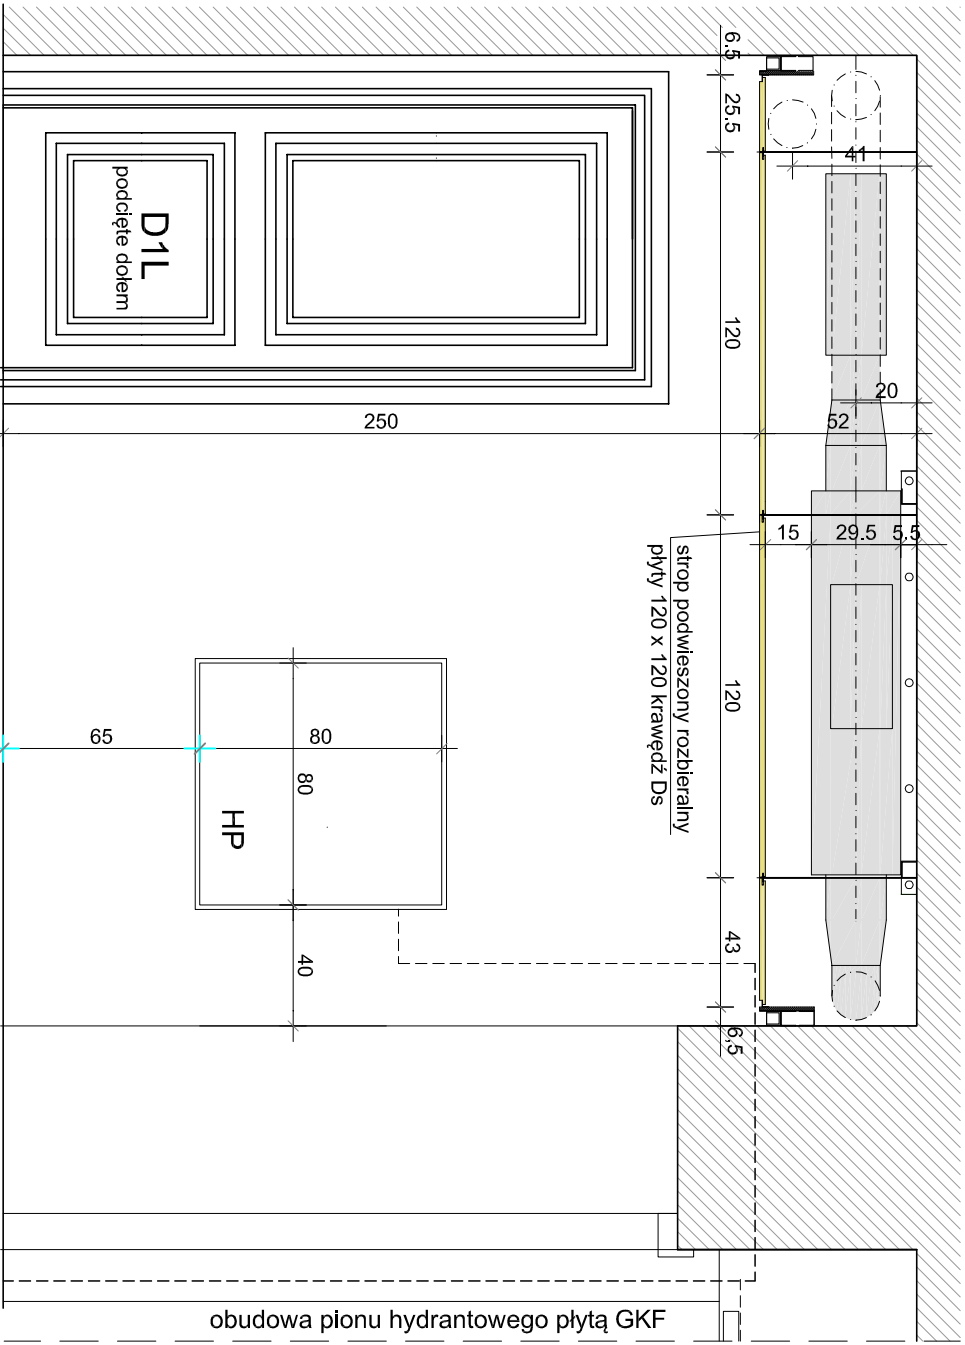 6.5
25.5
41
120
20
250
52
15
29.5
5,5
strop podwieszony rozbieralny
płyty 120 x 120 krawędź Ds
D1L
podcięte dołem
120
65
80
80
HP
40
43
6,5
obudowa pionu hydrantowego płytą GKF